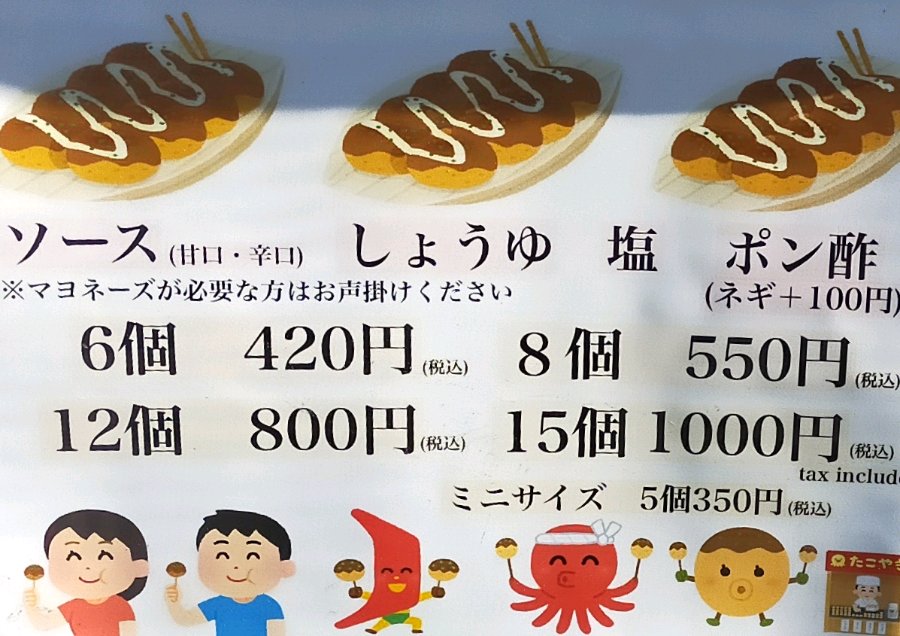 ソース (甘口・辛口) しょうゆ 塩 ポン酢
※マヨネーズが必要な方はお声掛けください (ネギ＋100円)
6個 420円 (税込) 8個 550円 (税込)
12個 800円 (税込) 15個 1000円 (税込)
tax include
ミニサイズ 5個350円 (税込)
たこやき